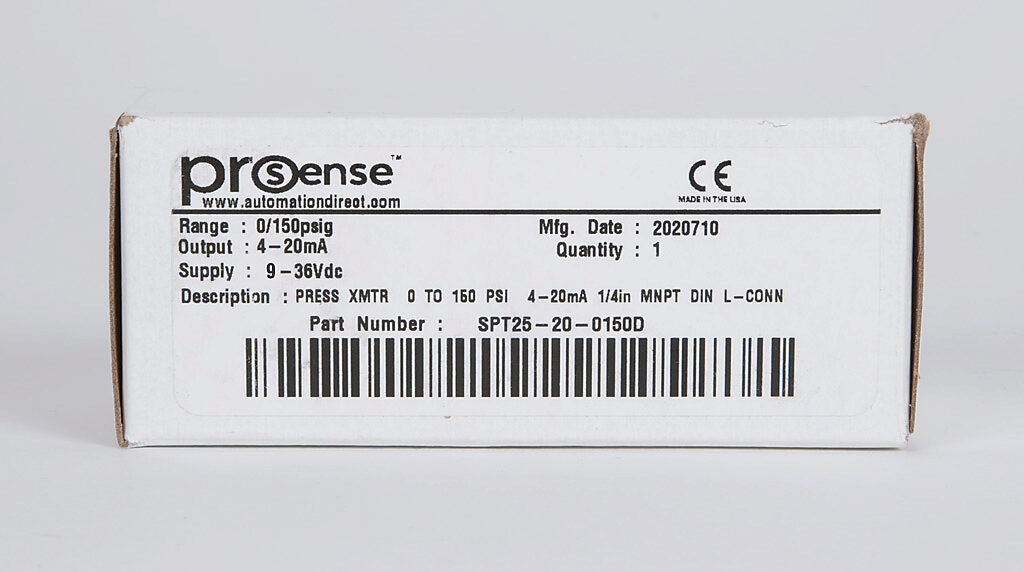 prosense™
www.automationdirect.com
CE
MADE IN THE USA
Range : 0/150psig
Mfg. Date : 2020710
Output : 4-20mA
Quantity : 1
Supply : 9-36Vdc
Description : PRESS XMTR 0 TO 150 PSI 4-20mA 1/4in MNPT DIN L-CONN
Part Number : SPT25-20-0150D